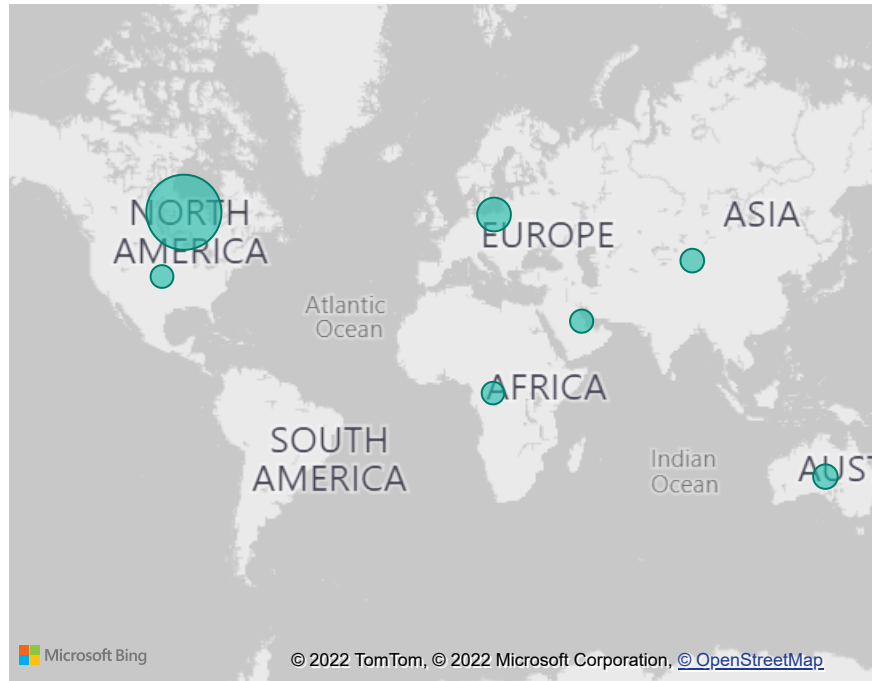 NORTH
AMERICA
ASIA
EUROPE
Atlantic
Ocean
AFRICA
SOUTH
AMERICA
Indian
Ocean
AUST
Microsoft Bing
© 2022 TomTom, © 2022 Microsoft Corporation, © OpenStreetMap